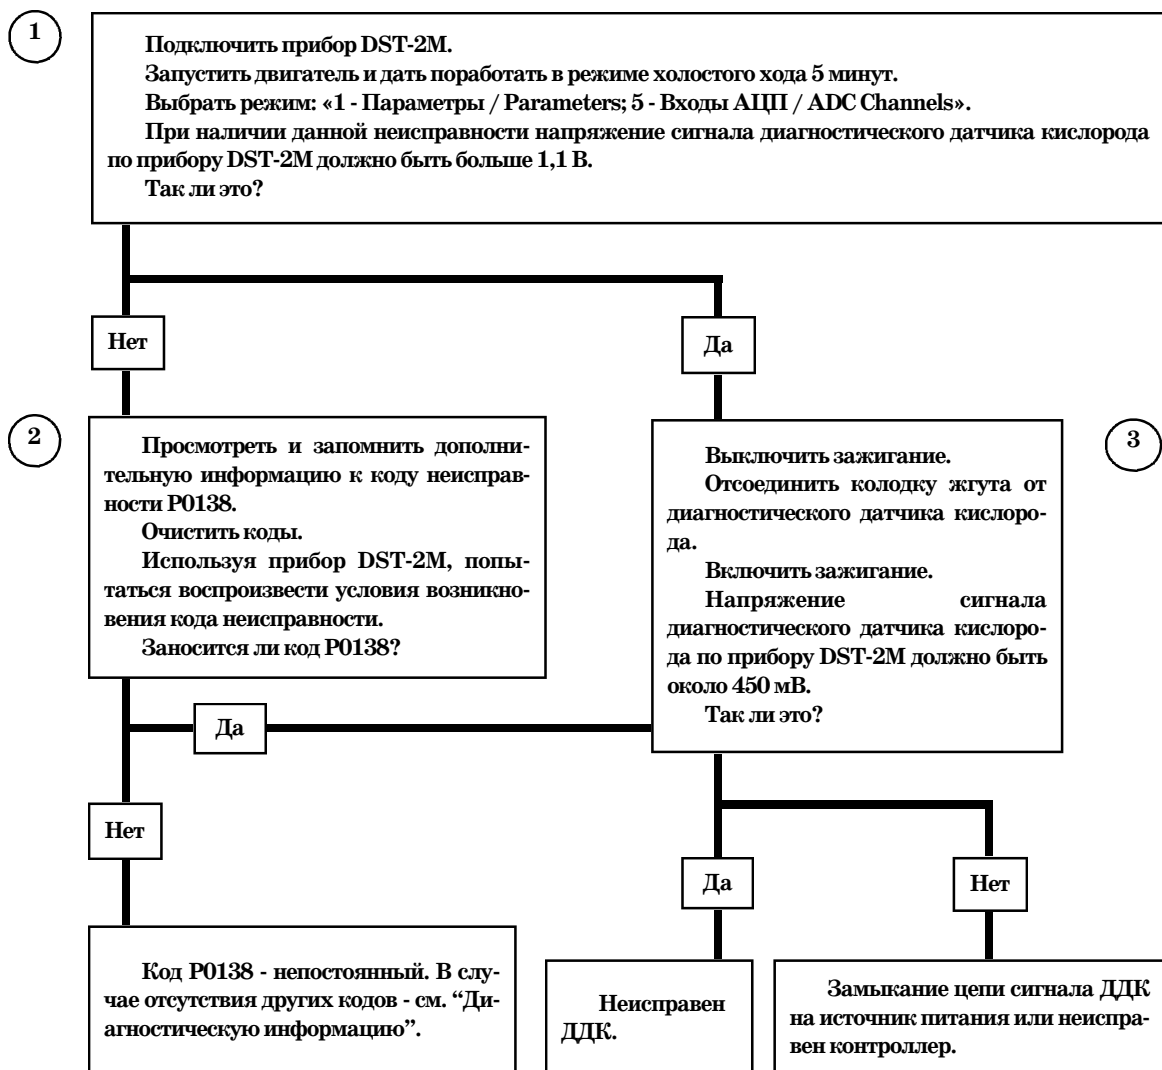 1
Подключить прибор DST-2M.
Запустить двигатель и дать поработать в режиме холостого хода 5 минут.
Выбрать режим: «1 - Параметры / Parameters; 5 - Входы АЦП / ADC Channels».
При наличии данной неисправности напряжение сигнала диагностического датчика кислорода
по прибору DST-2M должно быть больше 1,1 В.
Так ли это?
Нет
Да
2
Просмотреть и запомнить дополни-
тельную информацию к коду неисправ-
ности P0138.
Очистить коды.
Используя прибор DST-2M, попы-
таться воспроизвести условия возникно-
вения кода неисправности.
Заносится ли код P0138?
3
Выключить зажигание.
Отсоединить колодку жгута от
диагностического датчика кислоро-
да.
Включить зажигание.
Напряжение сигнала
диагностического датчика кислоро-
да по прибору DST-2M должно быть
около 450 мВ.
Так ли это?
Да
Нет
Да
Нет
Код P0138 - непостоянный. В слу-
чае отсутствия других кодов - см. “Ди-
агностическую информацию”.
Неисправен
ДДК.
Замыкание цепи сигнала ДДК
на источник питания или неиспра-
вен контроллер.